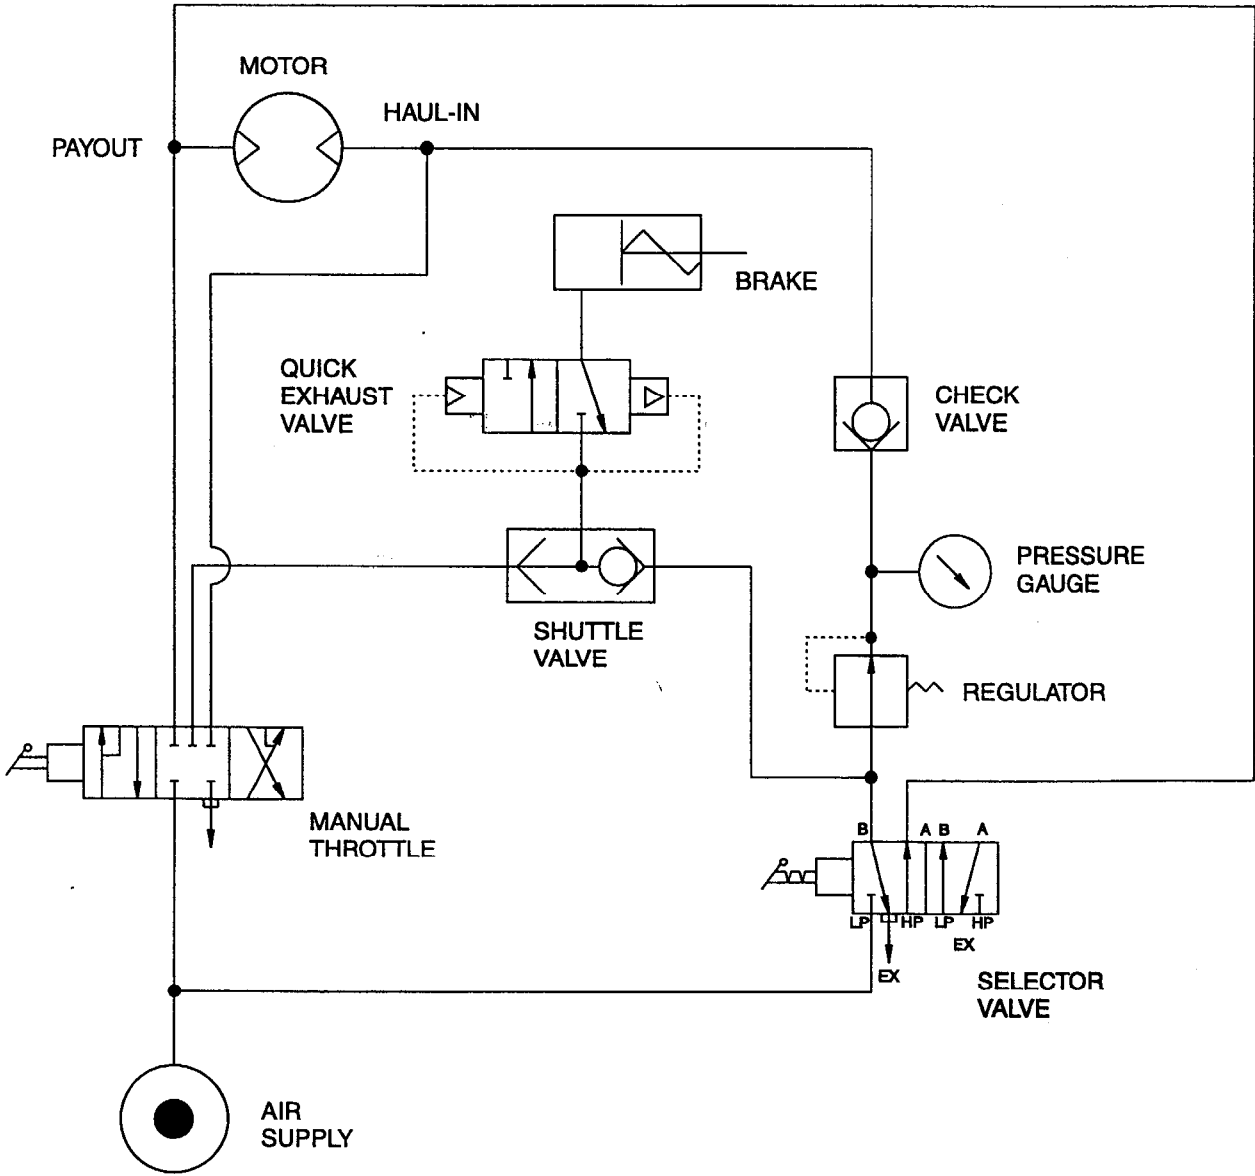 MOTOR
HAUL-IN
PAYOUT
BRAKE
QUICK
EXHAUST
VALVE
CHECK
VALVE
PRESSURE
GAUGE
SHUTTLE
VALVE
REGULATOR
MANUAL
THROTTLE
B A B A
LP HP LP HP
EX
EX
SELECTOR
VALVE
AIR
SUPPLY